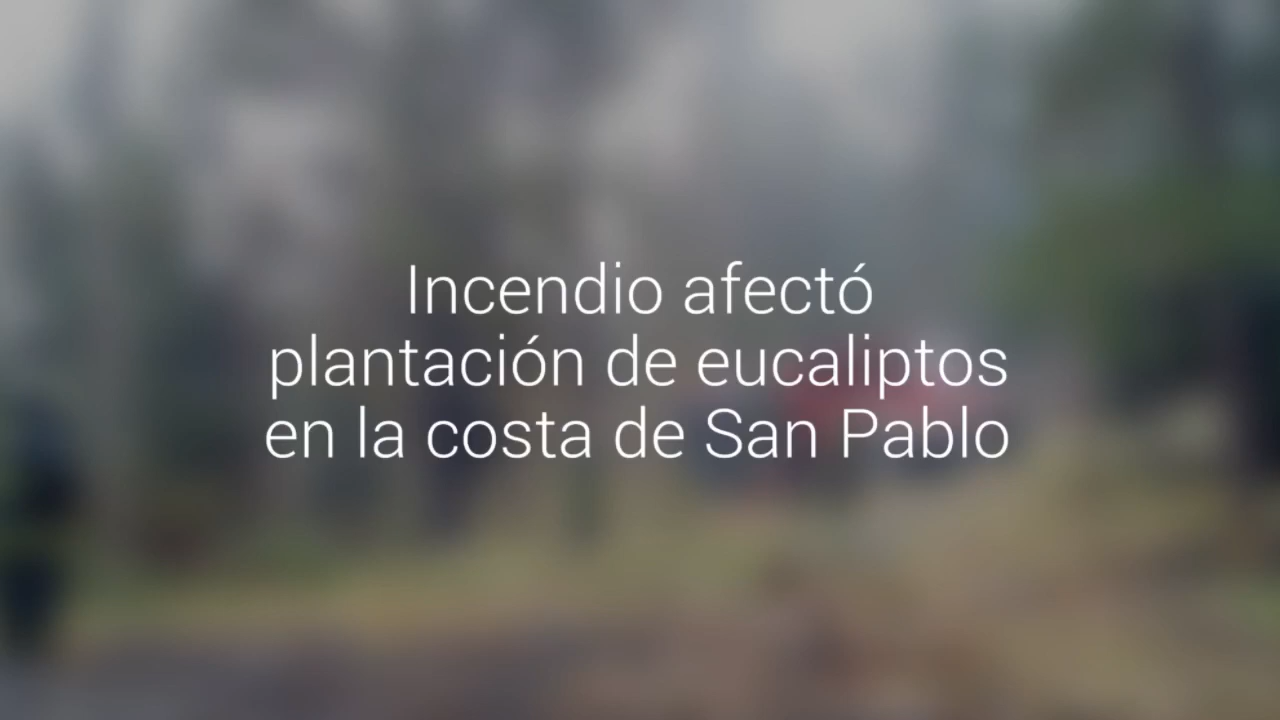 Incendio afectó
plantación de eucaliptos
en la costa de San Pablo